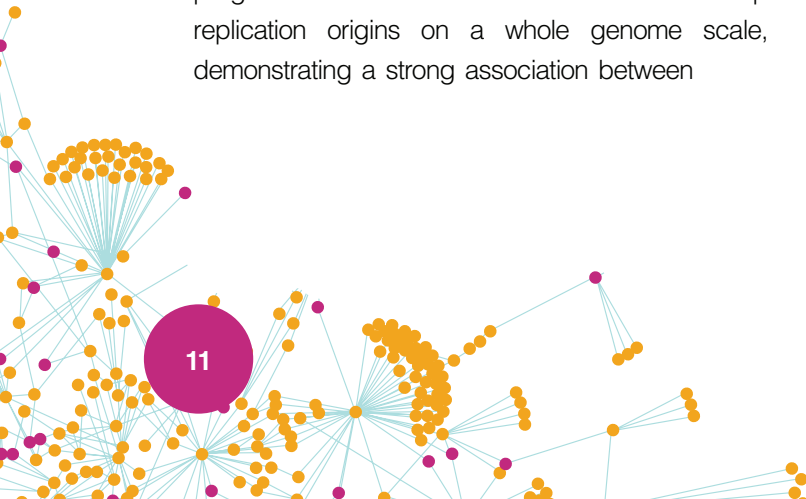 replication origins on a whole genome scale,
demonstrating a strong association between
11